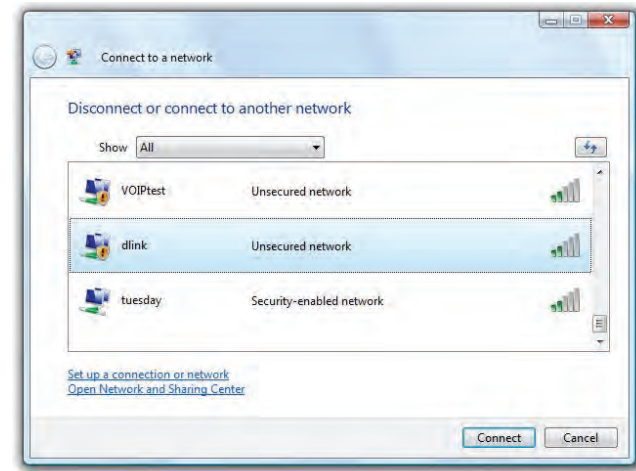 Connect to a network
Disconnect or connect to another network
Show All
VOIPtest Unsecured network
dlink Unsecured network
tuesday Security-enabled network
Set up a connection or network
Open Network and Sharing Center
Connect Cancel